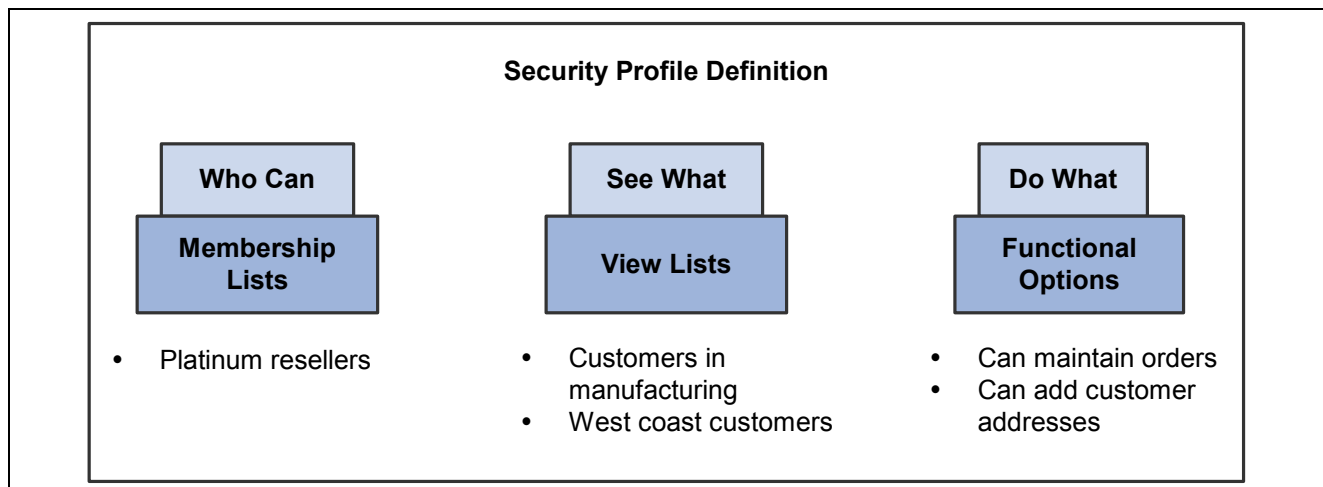 Security Profile Definition
Who Can
Membership
Lists
• Platinum resellers
See What
View Lists
• Customers in
manufacturing
• West coast customers
Do What
Functional
Options
• Can maintain orders
• Can add customer
addresses